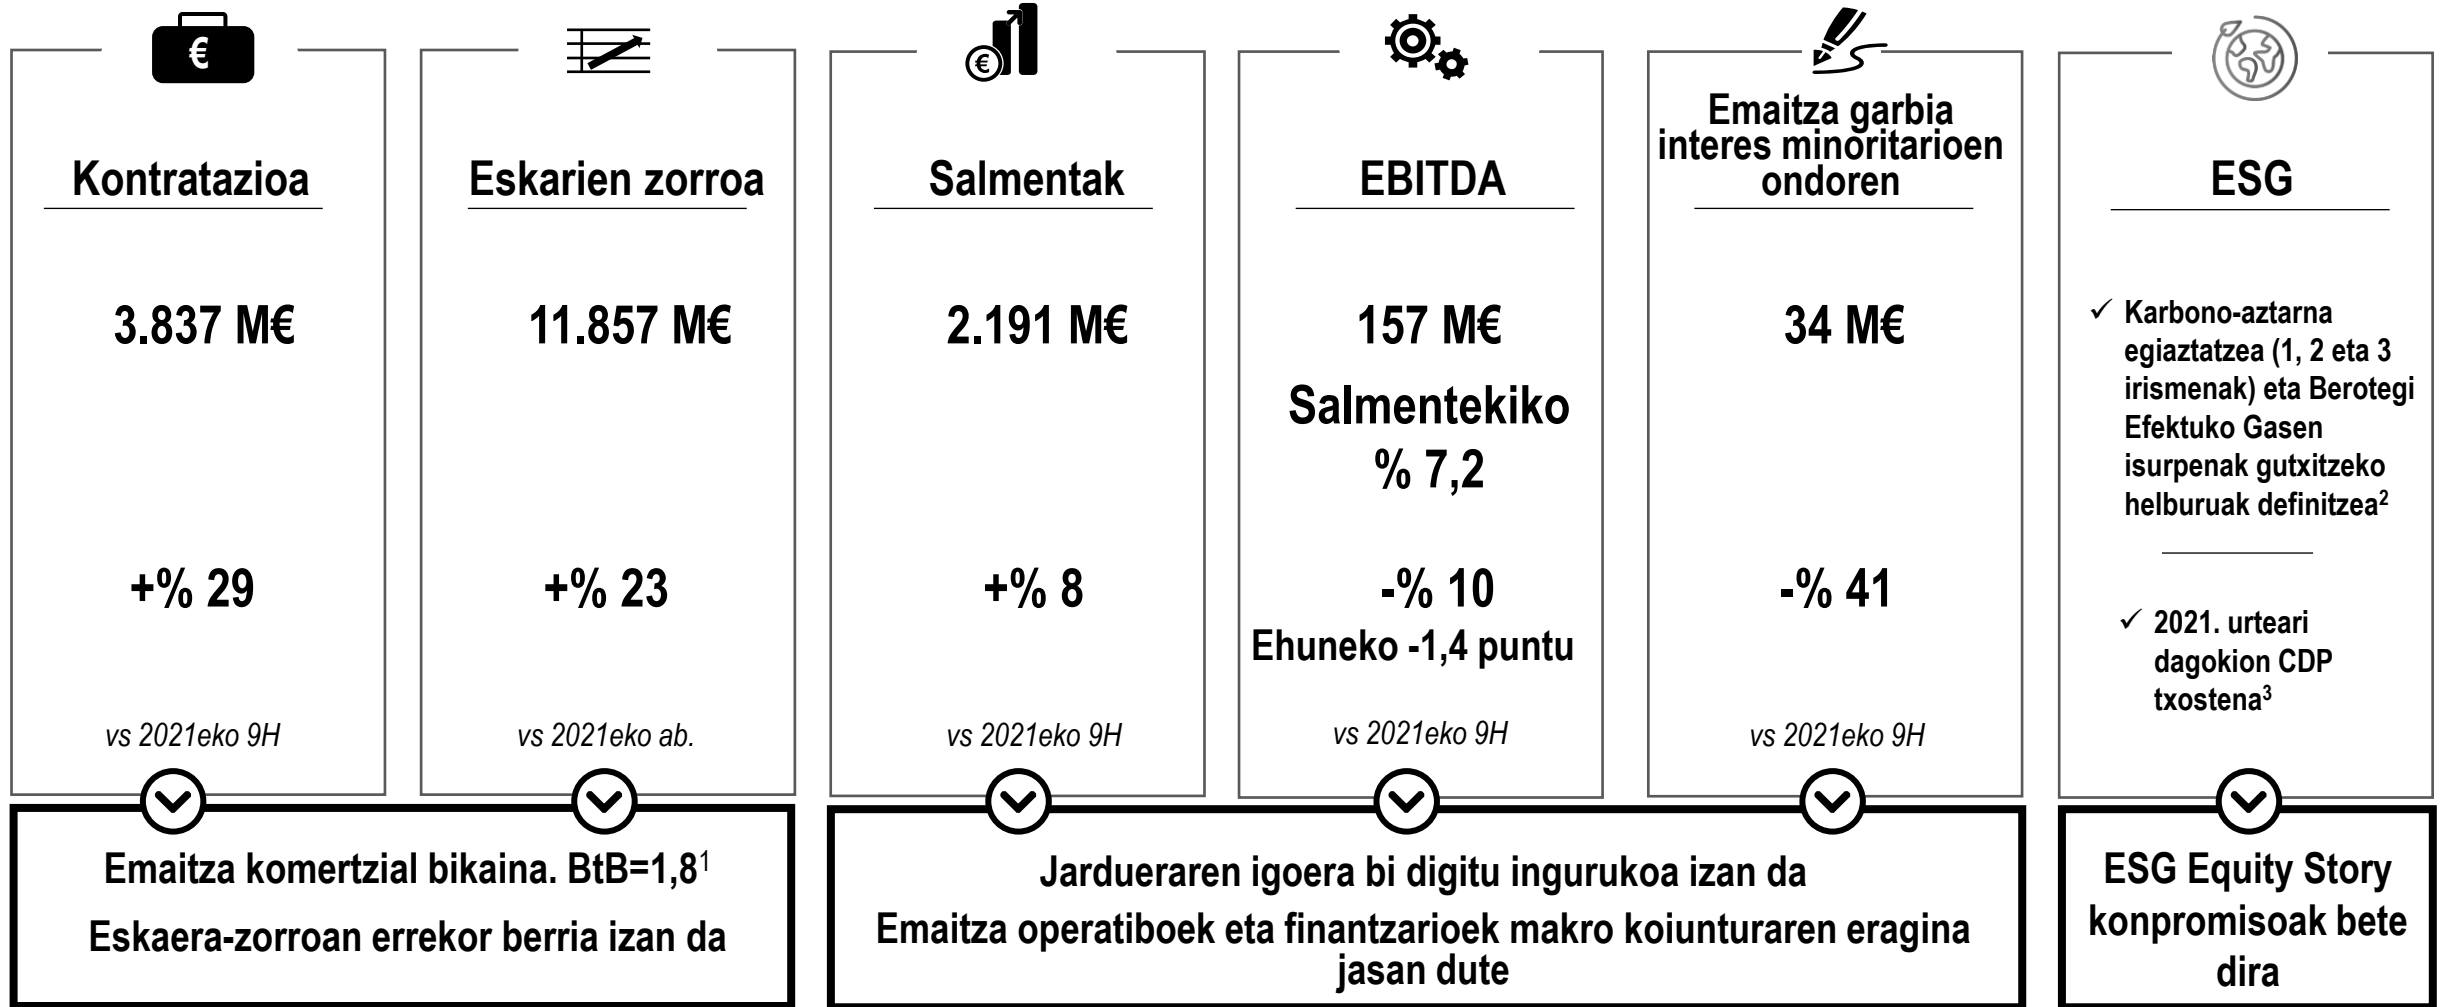 €
Kontratazioa
3.837 M€
+% 29
vs 2021eko 9H
Eskarien zorroa
11.857 M€
+% 23
vs 2021eko ab.
Emaitza komertzial bikaina. BtB=1,8¹
Eskaera-zorroan errekor berria izan da
€
Salmentak
2.191 M€
+% 8
vs 2021eko 9H
EBITDA
157 M€
Salmentekiko
% 7,2
-% 10
Ehuneko -1,4 puntu
vs 2021eko 9H
Emaitza garbia
interes minoritarioen
ondoren
34 M€
-% 41
vs 2021eko 9H
Jardueraren igoera bi digitu ingurukoa izan da
Emaitza operatiboek eta finantzarioek makro koiunturaren eragina
jasan dute
ESG
✓ Karbono-aztarna
egiaztatzea (1, 2 eta 3
irismenak) eta Berotegi
Efektuko Gasen
isurpenak gutxitzeko
helburuak definitzea²
✓ 2021. urteari
dagokion CDP
txostena³
ESG Equity Story
konpromisoak bete
dira